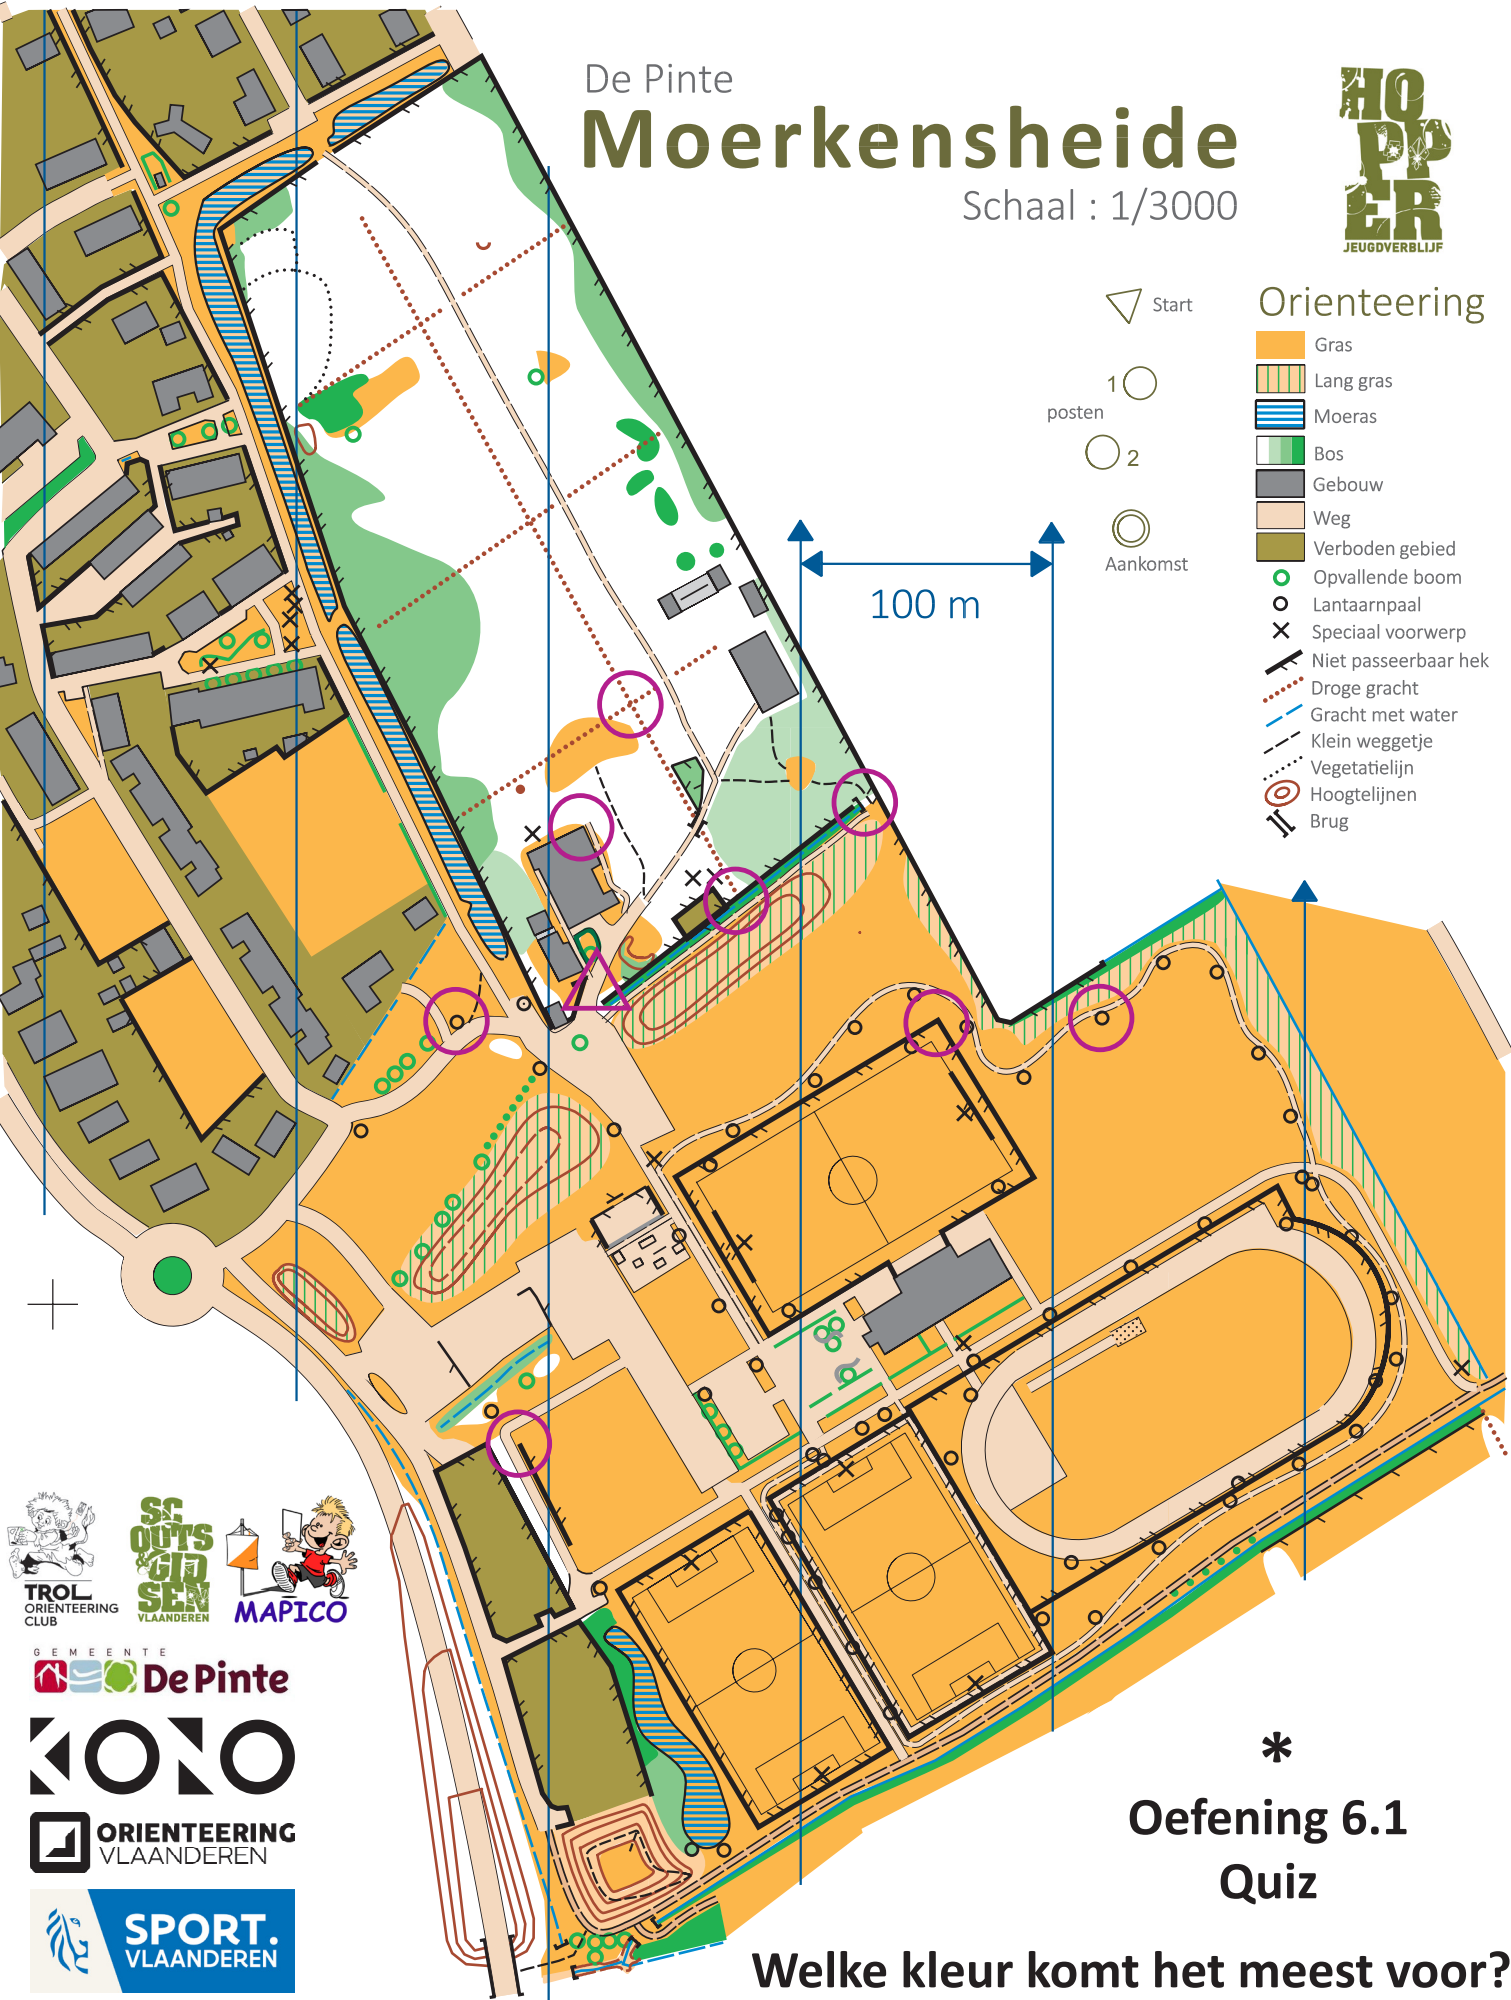 De Pinte
Moerkensheide
Schaal : 1/3000
HOPPER
JEUGDVERBLIJF
Start
1
posten
2
Aankomst
Orienteering
Gras
Lang gras
Moeras
Bos
Gebouw
Weg
Verboden gebied
Opvallende boom
Lantaarnpaal
Speciaal voorwerp
Niet passeerbaar hek
Droge gracht
Gracht met water
Klein weggetje
Vegetatielijn
Hoogtelijnen
Brug
100 m
TROL
ORIENTEERING
CLUB
SCOUTS
& GIDSEN
VLAANDEREN
MAPICO
GEMEENTE
De Pinte
KONO
ORIENTEERING
VLAANDEREN
SPORT.
VLAANDEREN
*
Oefening 6.1
Quiz
Welke kleur komt het meest voor?